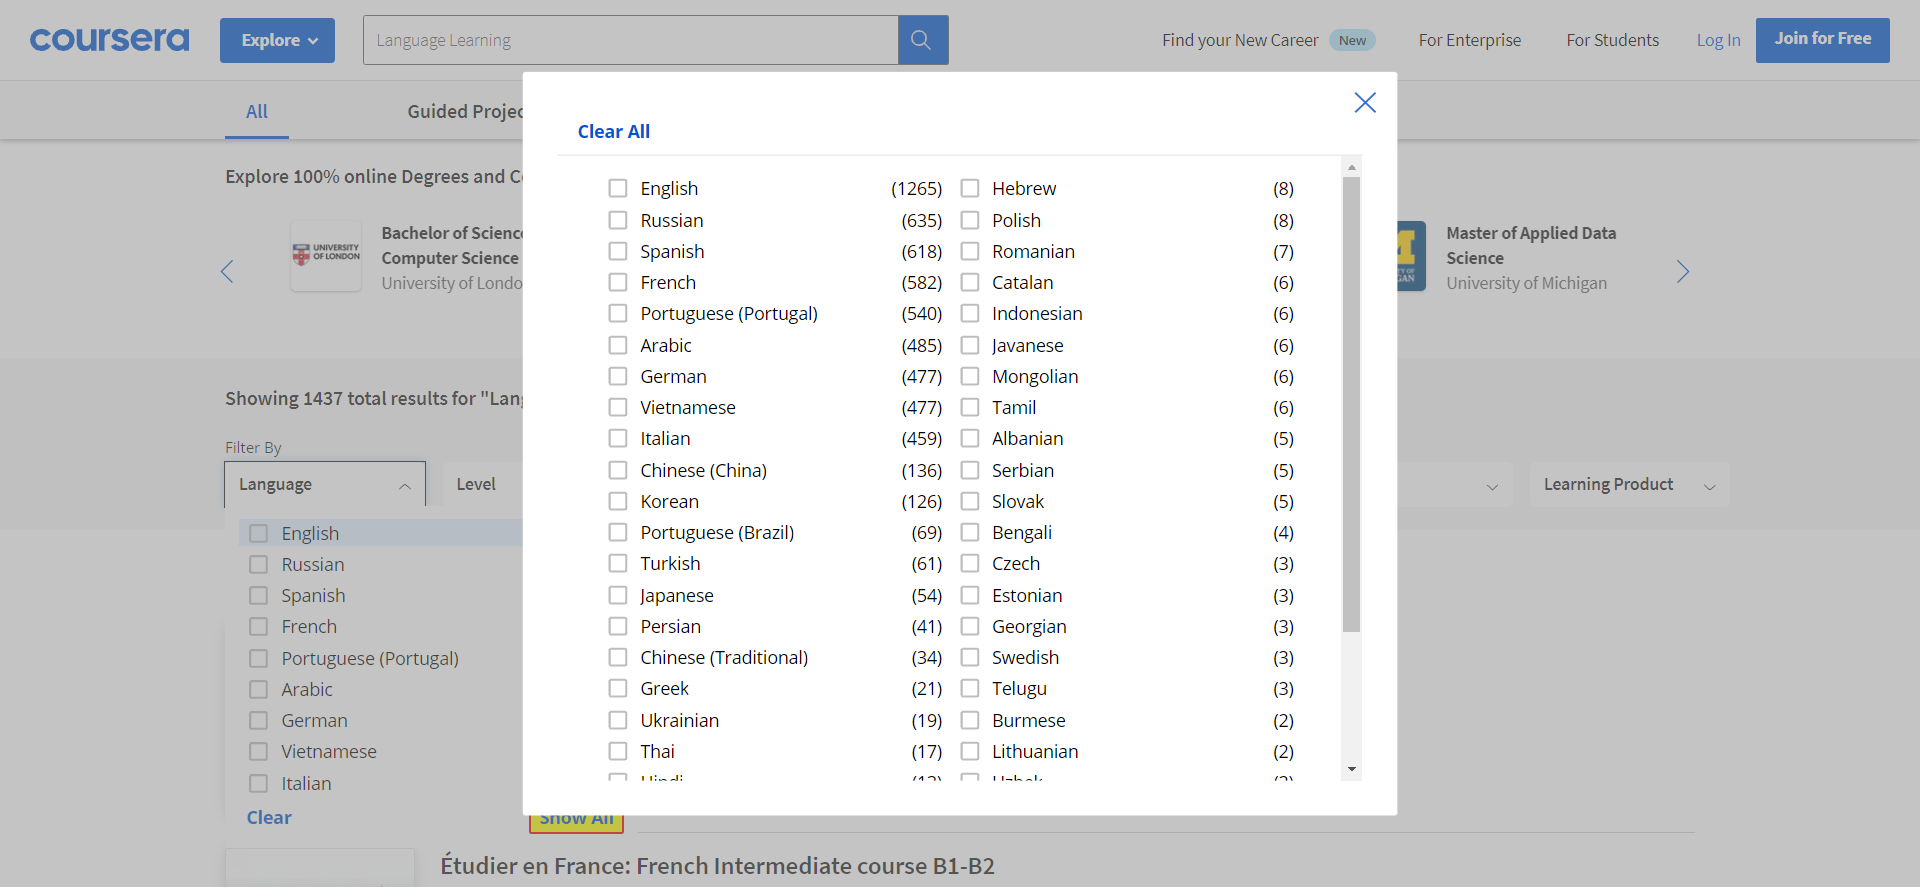 coursera
Explore
Language Learning
Find your New Career New
For Enterprise
For Students
Log In
Join for Free
All
Guided Projec
Explore 100% online Degrees and C
UNIVERSITY OF LONDON
Bachelor of Science
Computer Science
University of Londo
Master of Applied Data
Science
University of Michigan
Showing 1437 total results for "Lan
Filter By
Language
Level
Learning Product
English
Russian
Spanish
French
Portuguese (Portugal)
Arabic
German
Vietnamese
Italian
Clear
Show All
Clear All
English (1265)
Russian (635)
Spanish (618)
French (582)
Portuguese (Portugal) (540)
Arabic (485)
German (477)
Vietnamese (477)
Italian (459)
Chinese (China) (136)
Korean (126)
Portuguese (Brazil) (69)
Turkish (61)
Japanese (54)
Persian (41)
Chinese (Traditional) (34)
Greek (21)
Ukrainian (19)
Thai (17)
Hindi
Hebrew (8)
Polish (8)
Romanian (7)
Catalan (6)
Indonesian (6)
Javanese (6)
Mongolian (6)
Tamil (6)
Albanian (5)
Serbian (5)
Slovak (5)
Bengali (4)
Czech (3)
Estonian (3)
Georgian (3)
Swedish (3)
Telugu (3)
Burmese (2)
Lithuanian (2)
Uzbek
Étudier en France: French Intermediate course B1-B2